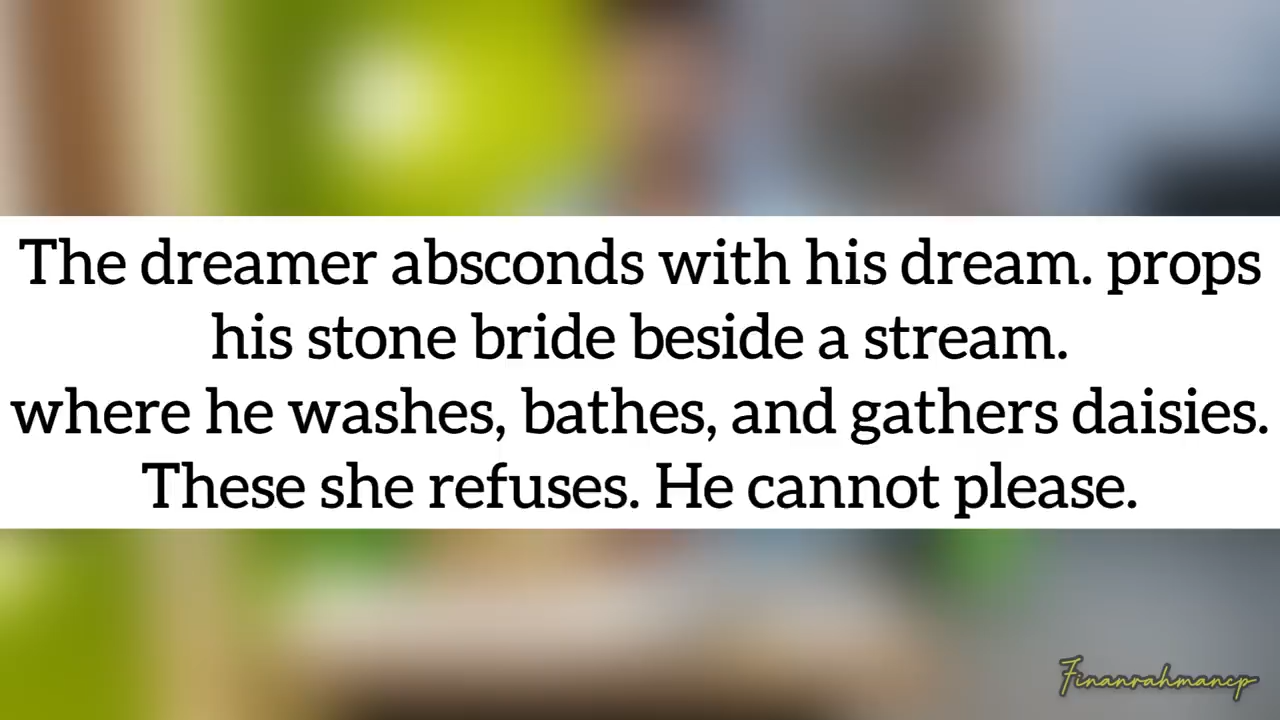 The dreamer absconds with his dream. props
his stone bride beside a stream.
where he washes, bathes, and gathers daisies.
These she refuses. He cannot please.
Finanrahmancp